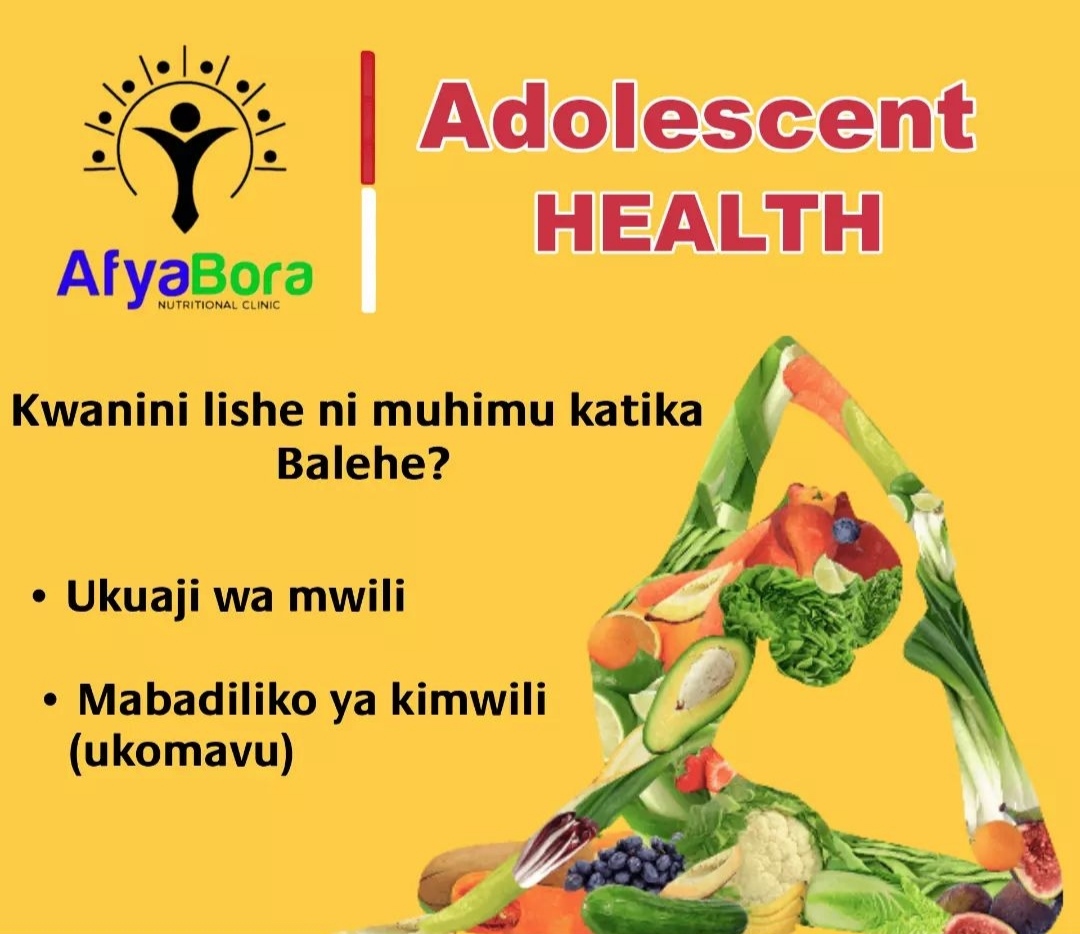 AfyaBora
NUTRITIONAL CLINIC
Adolescent
HEALTH
Kwanini lishe ni muhimu katika
Balehe?
• Ukuaji wa mwili
• Mabadiliko ya kimwili
(ukomavu)